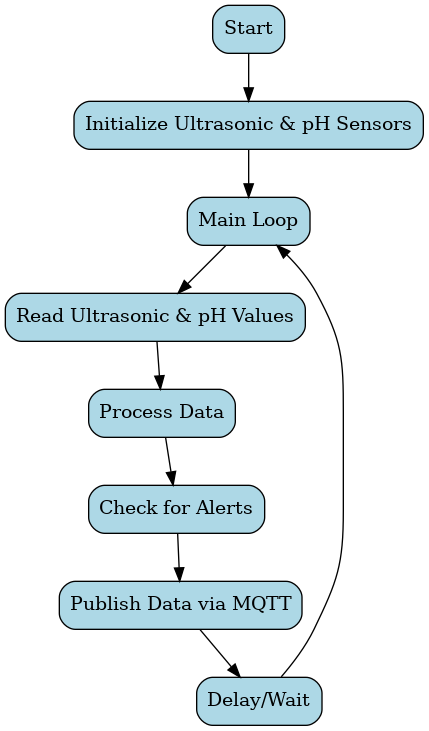 Start
Initialize Ultrasonic & pH Sensors
Main Loop
Read Ultrasonic & pH Values
Process Data
Check for Alerts
Publish Data via MQTT
Delay/Wait